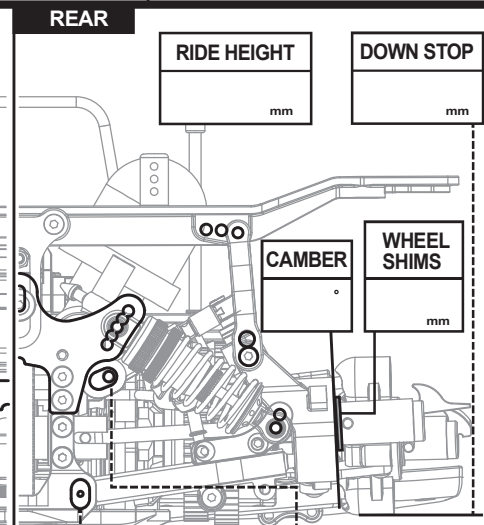 REAR
RIDE HEIGHT
mm
DOWN STOP
mm
CAMBER
°
WHEEL
SHIMS
mm